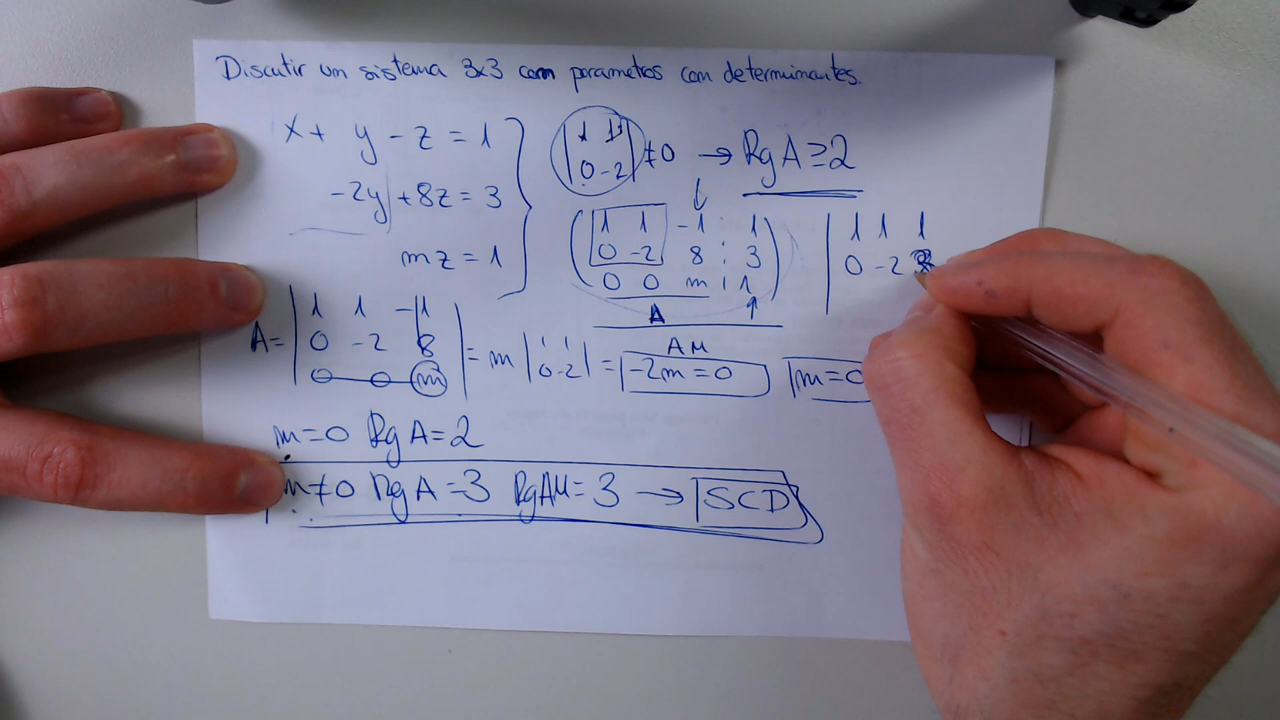 Discutir un sistema 3x3 con parametros con determinantes.
x + y - z = 1
-2y + 8z = 3
mz = 1
| 1 1 |
| 0 -2 | ≠ 0 → Rg A ≥ 2
( 1 1 -1 : 1 )
( 0 -2 8 : 3 )
( 0 0 m : 1 )
A
AM
| 1 1 1
| 0 -2
A = | 1 1 -1 |
| 0 -2 8 |
| 0 0 m | = m | 1 1 |
| 0 -2 | = -2m = 0
m = 0
m = 0 Rg A = 2
m ≠ 0 Rg A = 3 Rg AM = 3 → SCD